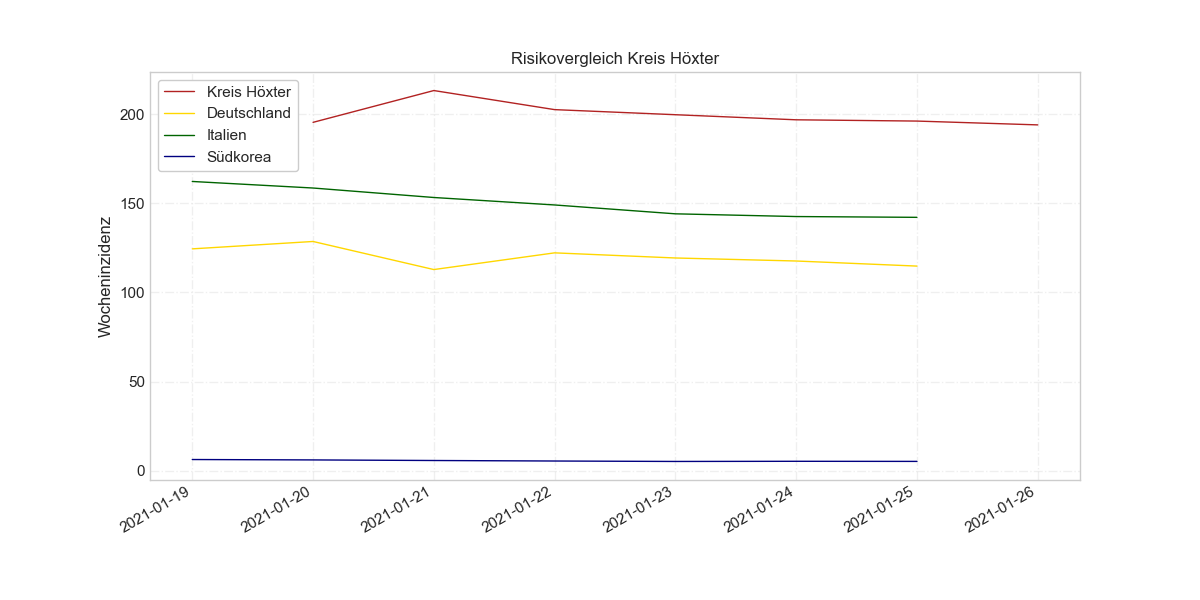 Risikovergleich Kreis Höxter
Kreis Höxter
Deutschland
Italien
Südkorea
Wocheninzidenz
200
150
100
50
0
2021-01-19
2021-01-20
2021-01-21
2021-01-22
2021-01-23
2021-01-24
2021-01-25
2021-01-26